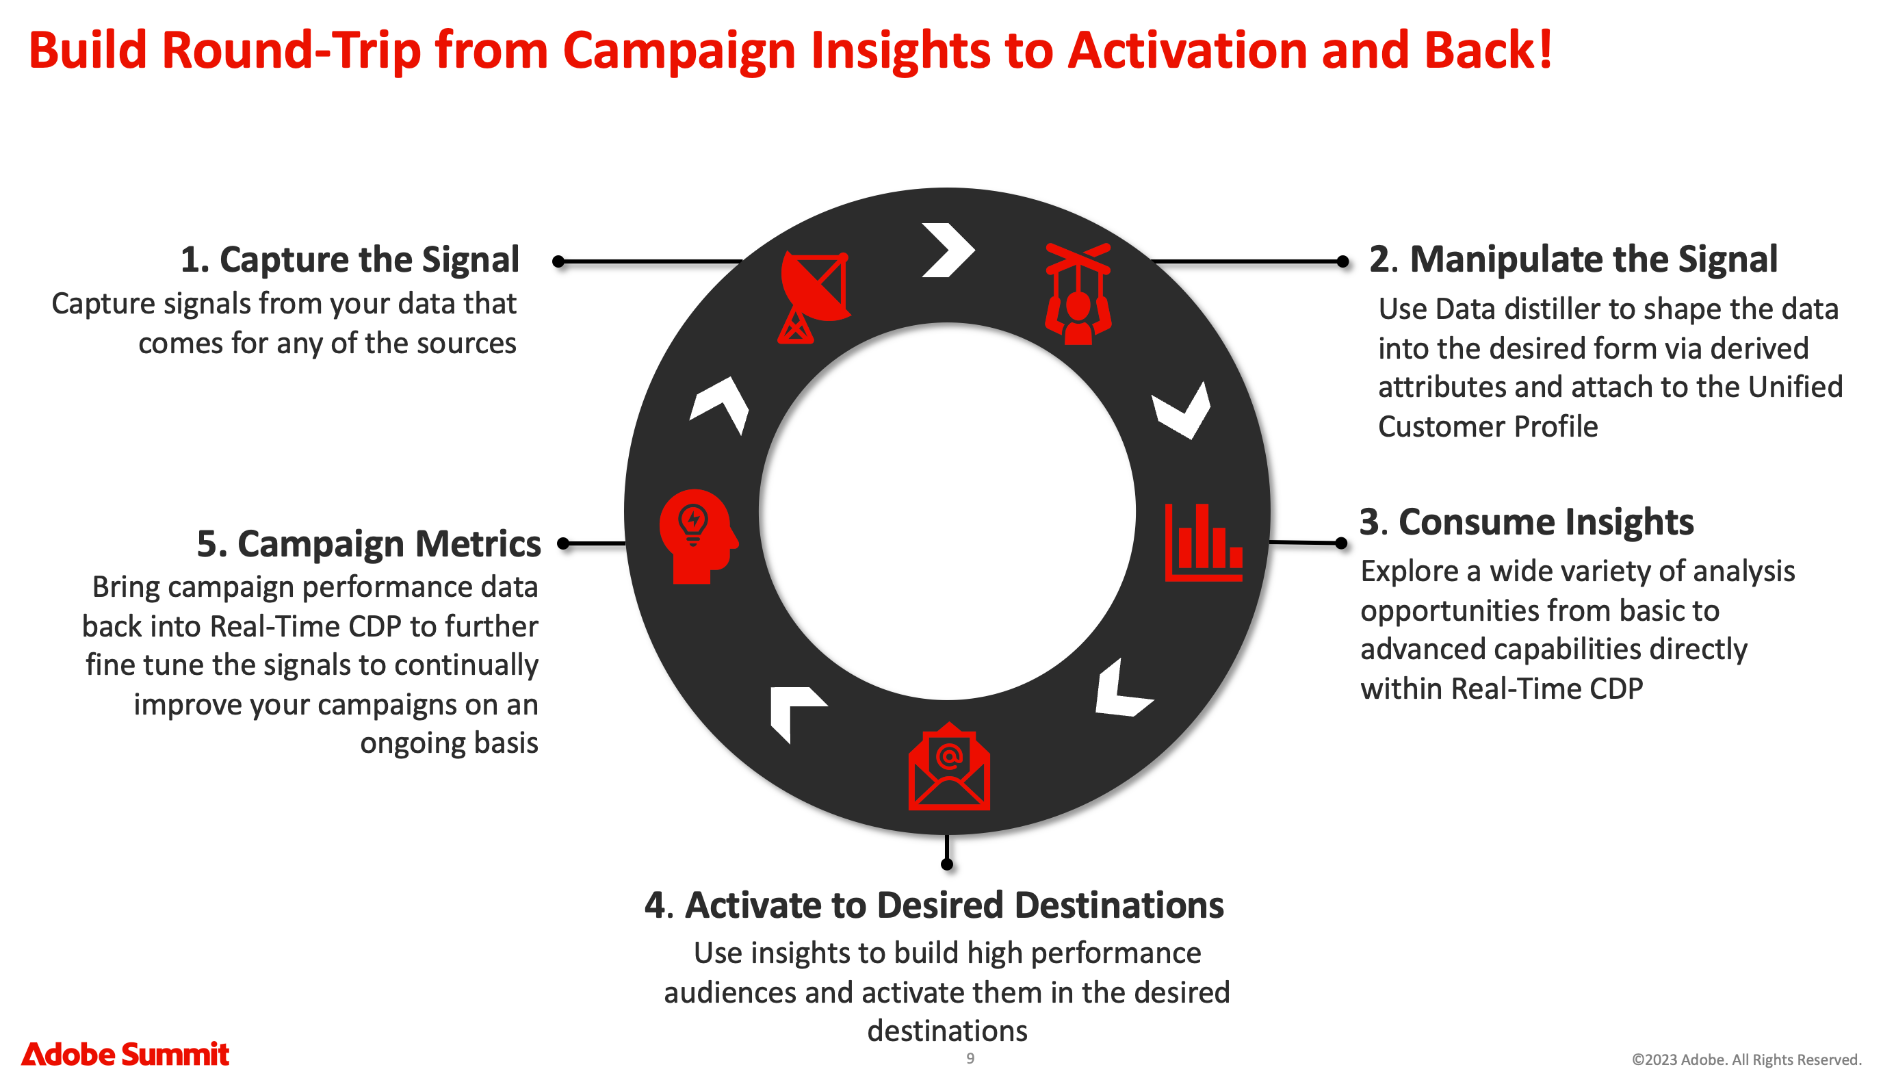 Build Round-Trip from Campaign Insights to Activation and Back!
1. Capture the Signal
Capture signals from your data that
comes for any of the sources
2. Manipulate the Signal
Use Data distiller to shape the data
into the desired form via derived
attributes and attach to the Unified
Customer Profile
3. Consume Insights
Explore a wide variety of analysis
opportunities from basic to
advanced capabilities directly
within Real-Time CDP
@
4. Activate to Desired Destinations
Use insights to build high performance
audiences and activate them in the desired
destinations
5. Campaign Metrics
Bring campaign performance data
back into Real-Time CDP to further
fine tune the signals to continually
improve your campaigns on an
ongoing basis
Adobe Summit
9
©2023 Adobe. All Rights Reserved.